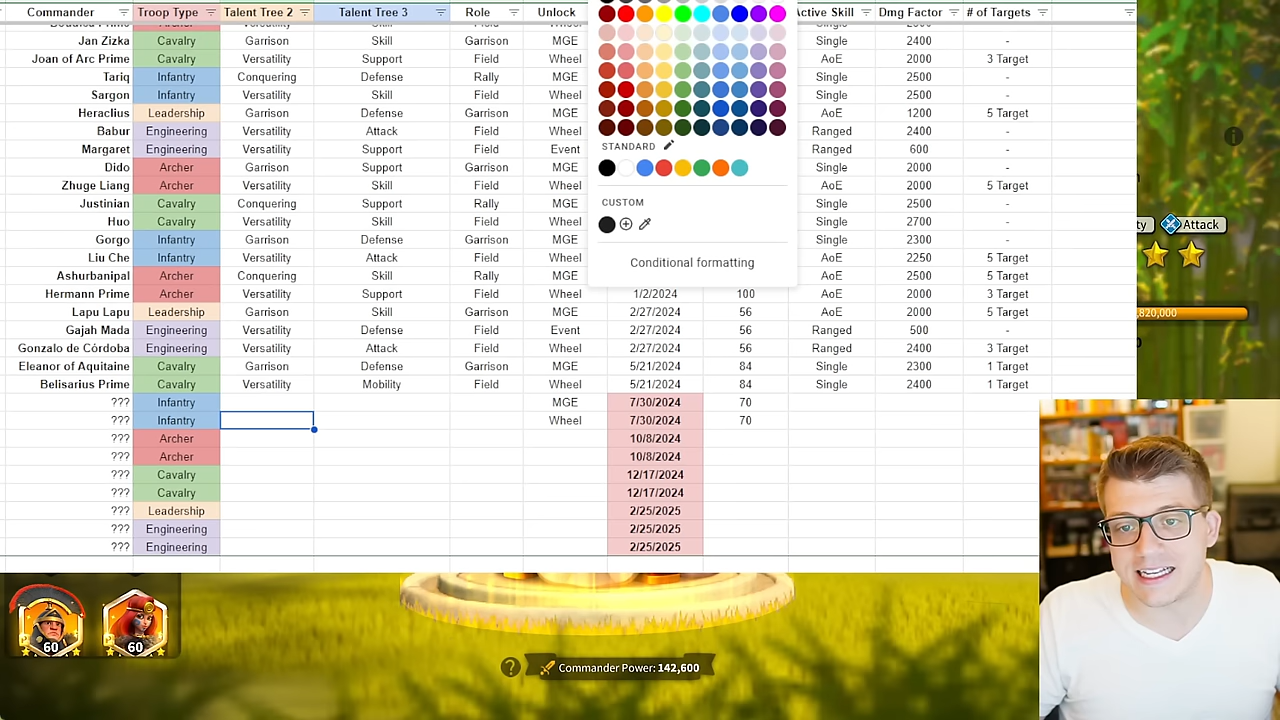 Commander Troop Type Talent Tree 2 Talent Tree 3 Role Unlock ctive Skill Dmg Factor # of Targets
Jan Zizka Cavalry Garrison Skill Garrison MGE Single 2400 -
Joan of Arc Prime Cavalry Versatility Support Field Wheel AoE 2000 3 Target
Tariq Infantry Conquering Defense Rally MGE Single 2500 -
Sargon Infantry Versatility Skill Field Wheel Single 2500 -
Heraclius Leadership Garrison Defense Garrison MGE AoE 1200 5 Target
Babur Engineering Versatility Attack Field Wheel Ranged 2400 -
Margaret Engineering Versatility Support Field Event Ranged 600 -
STANDARD
Dido Archer Garrison Support Garrison MGE Single 2000 -
Zhuge Liang Archer Versatility Skill Field Wheel AoE 2000 5 Target
Justinian Cavalry Conquering Support Rally MGE Single 2500 -
CUSTOM
Huo Cavalry Versatility Skill Field Wheel Single 2700 -
ty Attack
Gorgo Infantry Garrison Defense Garrison MGE Single 2300 -
Liu Che Infantry Versatility Attack Field Wheel AoE 2250 5 Target
Conditional formatting
Ashurbanipal Archer Conquering Skill Rally MGE AoE 2500 5 Target
Hermann Prime Archer Versatility Support Field Wheel 1/2/2024 100 AoE 2000 3 Target
Lapu Lapu Leadership Garrison Skill Garrison MGE 2/27/2024 56 AoE 2000 5 Target
,820,000
Gajah Mada Engineering Versatility Defense Field Event 2/27/2024 56 Ranged 500 -
Gonzalo de Córdoba Engineering Versatility Attack Field Wheel 2/27/2024 56 Ranged 2400 3 Target
Eleanor of Aquitaine Cavalry Garrison Defense Garrison MGE 5/21/2024 84 Single 2300 1 Target
Belisarius Prime Cavalry Versatility Mobility Field Wheel 5/21/2024 84 Single 2400 1 Target
??? Infantry MGE 7/30/2024 70
??? Infantry Wheel 7/30/2024 70
??? Archer 10/8/2024
??? Archer 10/8/2024
??? Cavalry 12/17/2024
??? Cavalry 12/17/2024
??? Leadership 2/25/2025
??? Engineering 2/25/2025
??? Engineering 2/25/2025
60 60
? Commander Power: 142,600